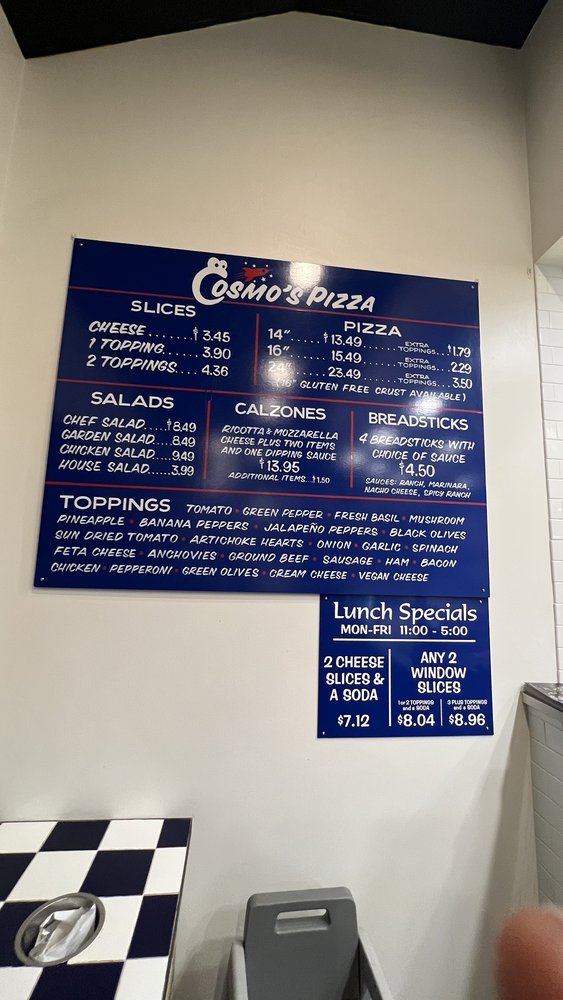 Cosmo's Pizza
SLICES
CHEESE......$3.45
1 TOPPING......3.90
2 TOPPINGS....4.36
PIZZA
14"......$13.49......EXTRA TOPPINGS...$1.79
16"......15.49......EXTRA TOPPINGS...2.29
24"......23.49......EXTRA TOPPINGS...3.50
(16" GLUTEN FREE CRUST AVAILABLE)
SALADS
CHEF SALAD....$8.49
GARDEN SALAD...8.49
CHICKEN SALAD...9.49
HOUSE SALAD.....3.99
CALZONES
RICOTTA & MOZZARELLA
CHEESE PLUS TWO ITEMS
AND ONE DIPPING SAUCE
$13.95
ADDITIONAL ITEMS...$1.50
BREADSTICKS
4 BREADSTICKS WITH
CHOICE OF SAUCE
$4.50
SAUCES: RANCH, MARINARA,
NACHO CHEESE, SPICY RANCH
TOPPINGS TOMATO • GREEN PEPPER • FRESH BASIL • MUSHROOM
PINEAPPLE • BANANA PEPPERS • JALAPEÑO PEPPERS • BLACK OLIVES
SUN DRIED TOMATO • ARTICHOKE HEARTS • ONION • GARLIC • SPINACH
FETA CHEESE • ANCHOVIES • GROUND BEEF • SAUSAGE • HAM • BACON
CHICKEN • PEPPERONI • GREEN OLIVES • CREAM CHEESE • VEGAN CHEESE
Lunch Specials
MON-FRI 11:00 - 5:00
2 CHEESE
SLICES &
A SODA
$7.12
ANY 2
WINDOW
SLICES
1 or 2 TOPPINGS
and a SODA
$8.04
3 PLUS TOPPINGS
and a SODA
$8.96